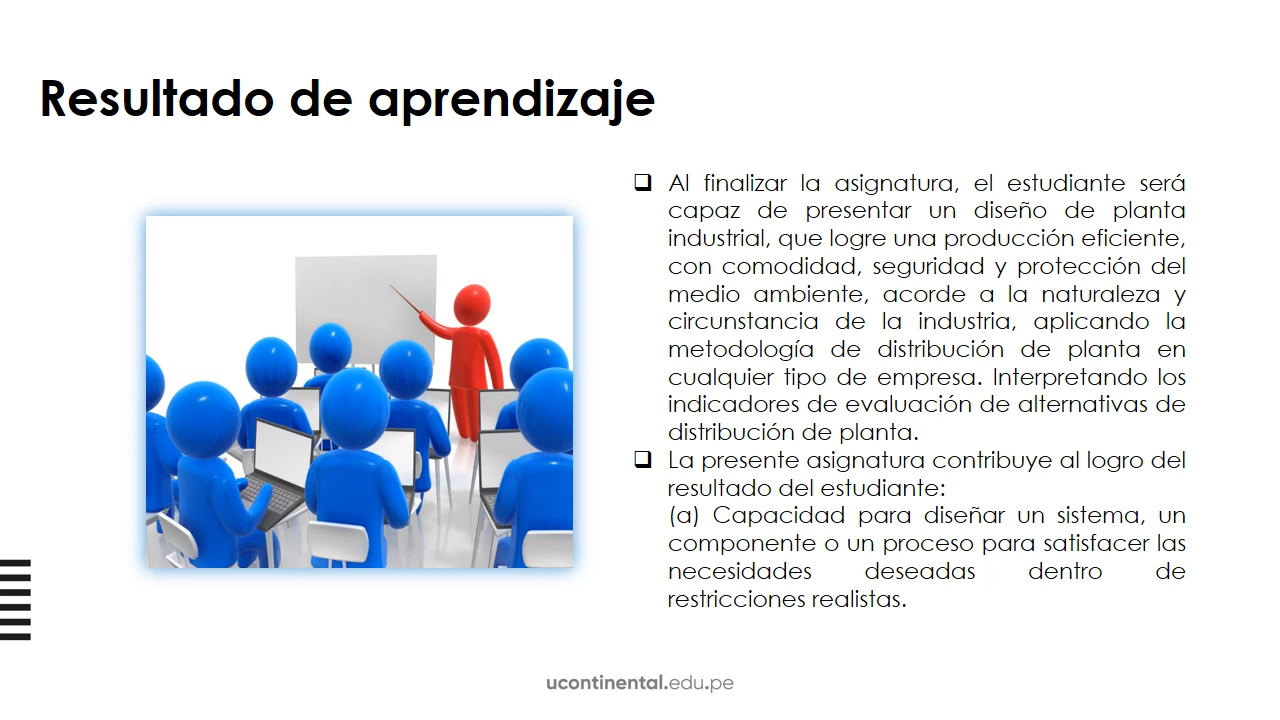 Resultado de aprendizaje
❑ Al finalizar la asignatura, el estudiante será
capaz de presentar un diseño de planta
industrial, que logre una producción eficiente,
con comodidad, seguridad y protección del
medio ambiente, acorde a la naturaleza y
circunstancia de la industria, aplicando la
metodología de distribución de planta en
cualquier tipo de empresa. Interpretando los
indicadores de evaluación de alternativas de
distribución de planta.
❑ La presente asignatura contribuye al logro del
resultado del estudiante:
(a) Capacidad para diseñar un sistema, un
componente o un proceso para satisfacer las
necesidades deseadas dentro de
restricciones realistas.
ucontinental.edu.pe